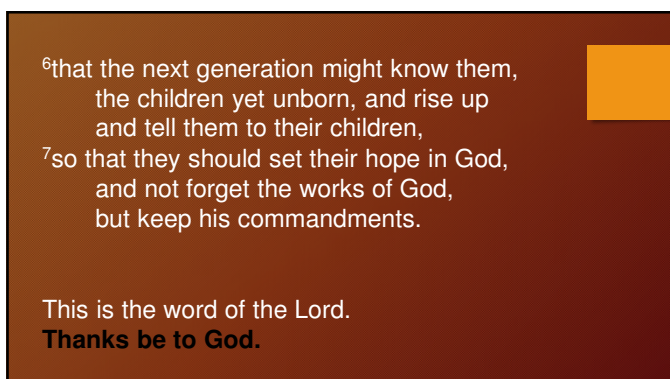 ⁶that the next generation might know them,
the children yet unborn, and rise up
and tell them to their children,
⁷so that they should set their hope in God,
and not forget the works of God,
but keep his commandments.
This is the word of the Lord.
Thanks be to God.